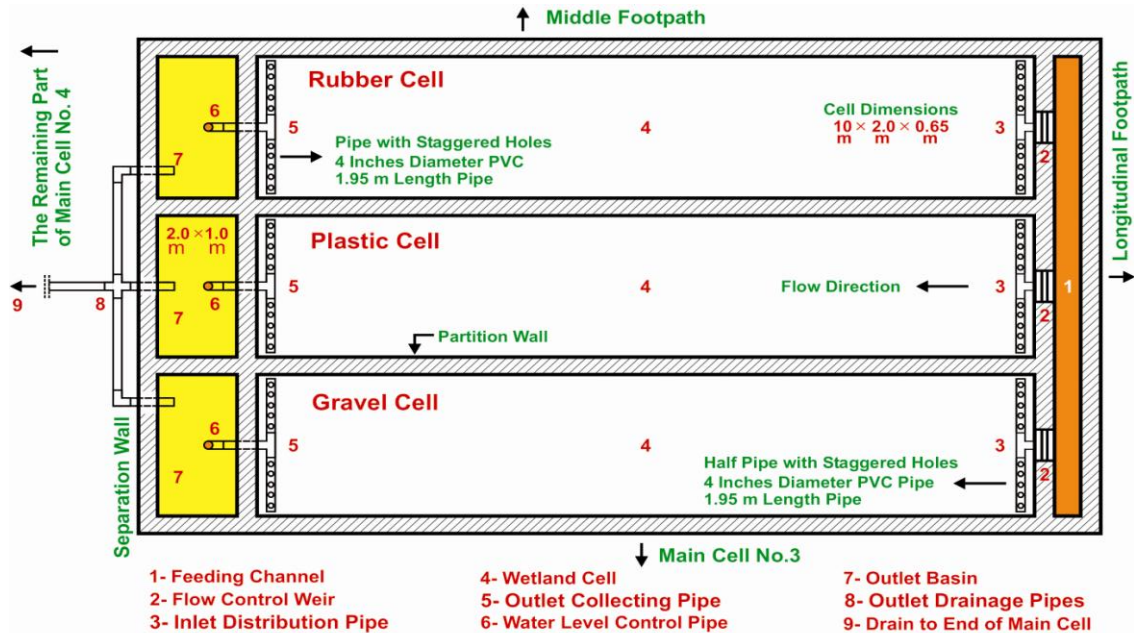 Middle Footpath
The Remaining Part
of Main Cell No. 4
Rubber Cell
6
5
4
3
2
7
Cell Dimensions
10 × 2.0 × 0.65
m m m
Pipe with Staggered Holes
4 Inches Diameter PVC
1.95 m Length Pipe
Longitudinal Footpath
2.0 × 1.0
m m
Plastic Cell
9
8
7
6
5
4
Flow Direction
3
2
1
Partition Wall
Separation Wall
Gravel Cell
6
5
4
3
2
7
Half Pipe with Staggered Holes
4 Inches Diameter PVC Pipe
1.95 m Length Pipe
Main Cell No.3
1- Feeding Channel
2- Flow Control Weir
3- Inlet Distribution Pipe
4- Wetland Cell
5- Outlet Collecting Pipe
6- Water Level Control Pipe
7- Outlet Basin
8- Outlet Drainage Pipes
9- Drain to End of Main Cell